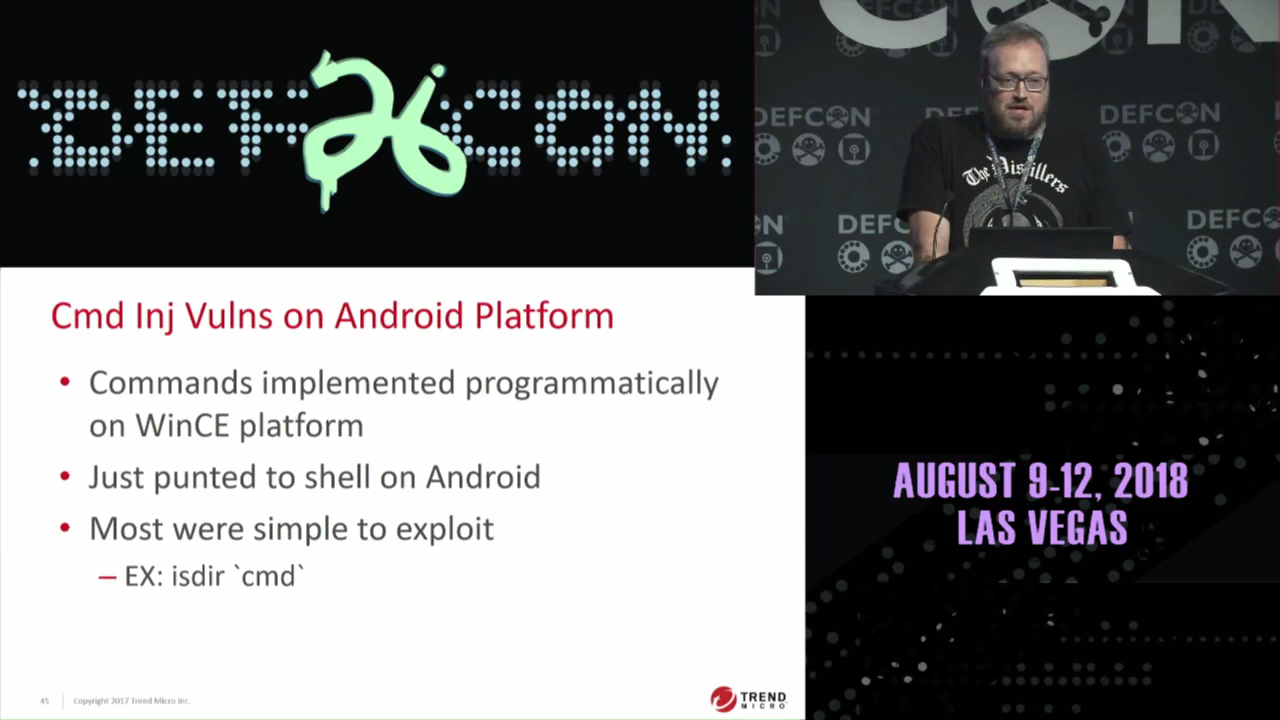 DEF26CON
DEFCON
DEFCON
DEFCON
The Distillers
DEFCON
Cmd Inj Vulns on Android Platform
• Commands implemented programmatically
on WinCE platform
• Just punted to shell on Android
• Most were simple to exploit
– EX: isdir `cmd`
AUGUST 9-12, 2018
LAS VEGAS
45
Copyright 2017 Trend Micro Inc.
TREND
MICRO